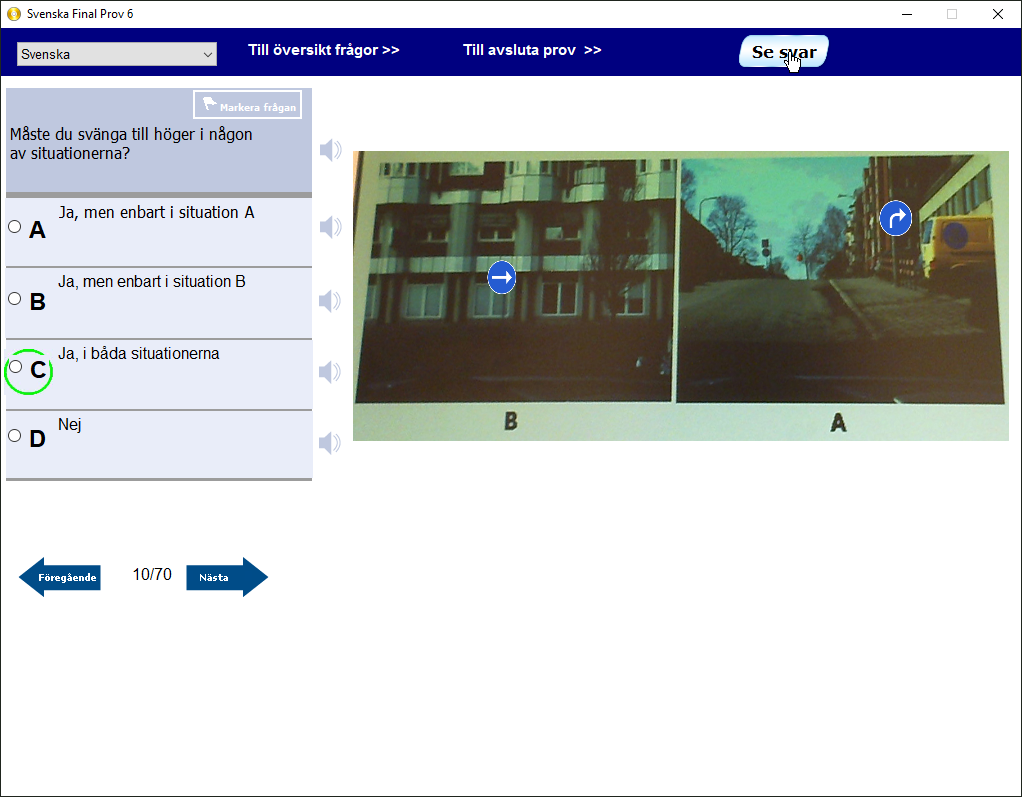 Svenska Final Prov 6
Svenska
Till översikt frågor >>
Till avsluta prov >>
Se svar
Markera frågan
Måste du svänga till höger i någon
av situationerna?
A
Ja, men enbart i situation A
B
Ja, men enbart i situation B
C
Ja, i båda situationerna
D
Nej
B
A
Föregående
10/70
Nästa